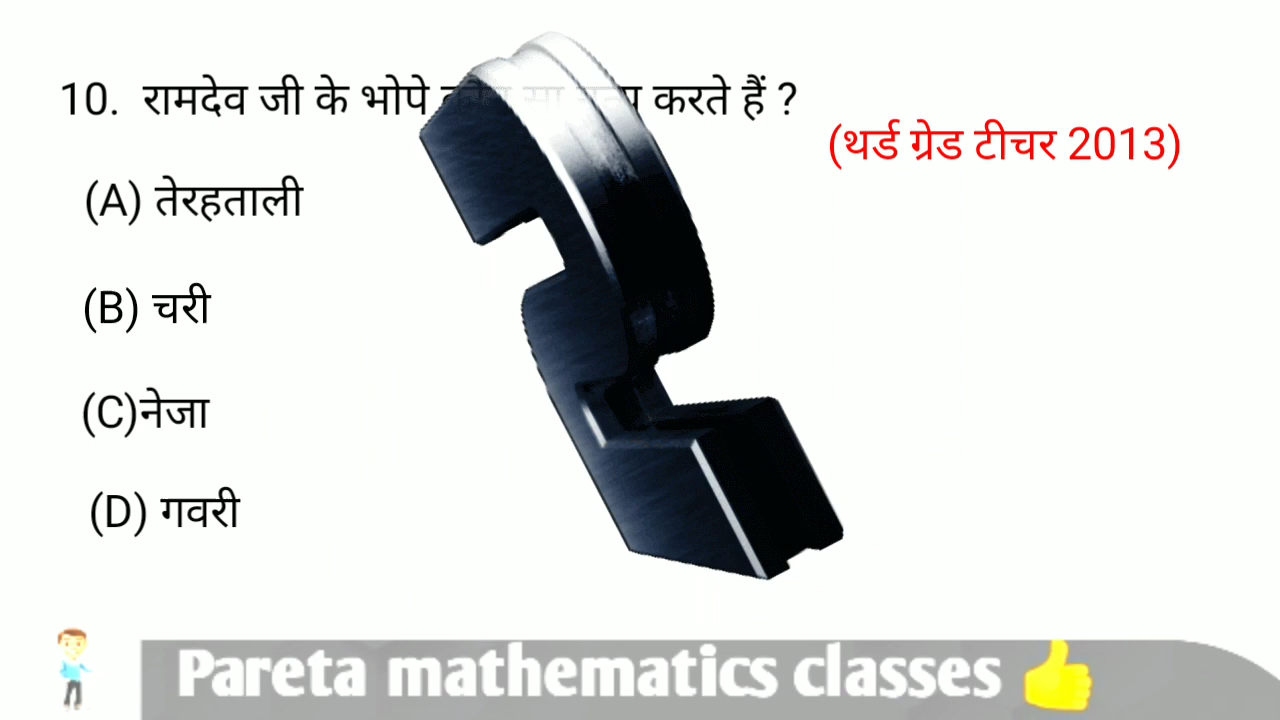 10. रामदेव जी के भोपे करते हैं ?
(थर्ड ग्रेड टीचर 2013)
(A) तेरहताली
(B) चरी
(C)नेजा
(D) गवरी
Pareta mathematics classes